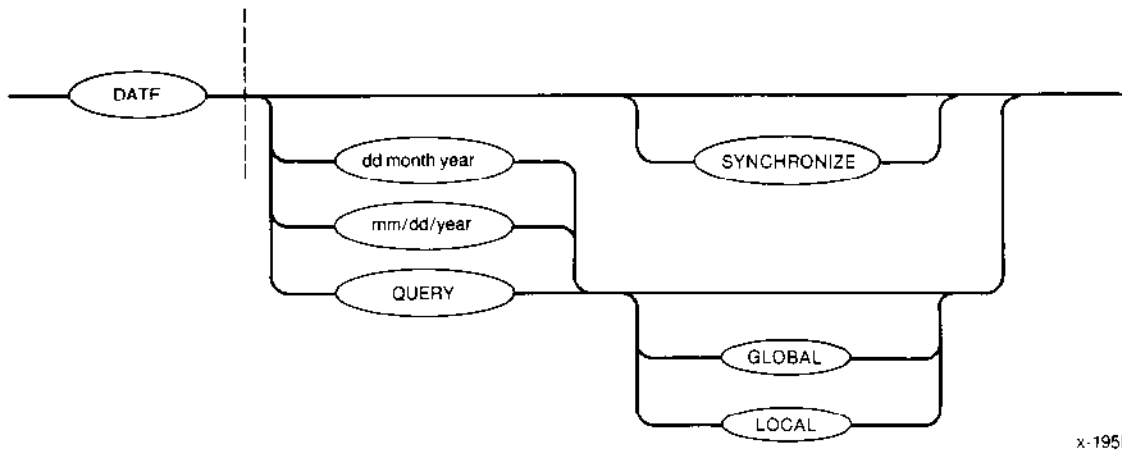 DATE
dd month year
SYNCHRONIZE
mm/dd/year
QUERY
GLOBAL
LOCAL